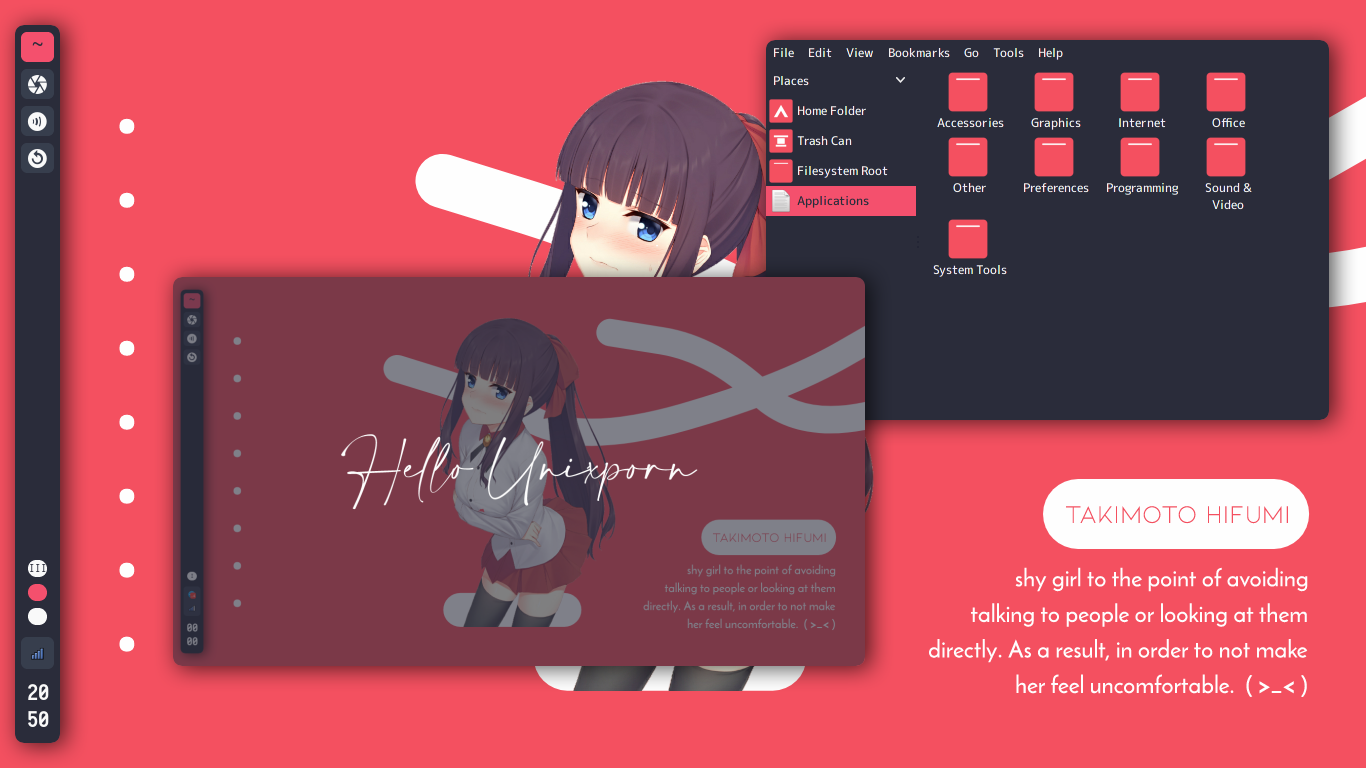 ~
File Edit View Bookmarks Go Tools Help
Places
Home Folder
Trash Can
Filesystem Root
Applications
Accessories Graphics Internet Office
Other Preferences Programming Sound &
Video
System Tools
Hello Unixporn
TAKIMOTO HIFUMI
shy girl to the point of avoiding
talking to people or looking at them
directly. As a result, in order to not make
her feel uncomfortable. ( >_< )
TAKIMOTO HIFUMI
shy girl to the point of avoiding
talking to people or looking at them
directly. As a result, in order to not make
her feel uncomfortable. ( >_< )
III
20
50
~
00
00